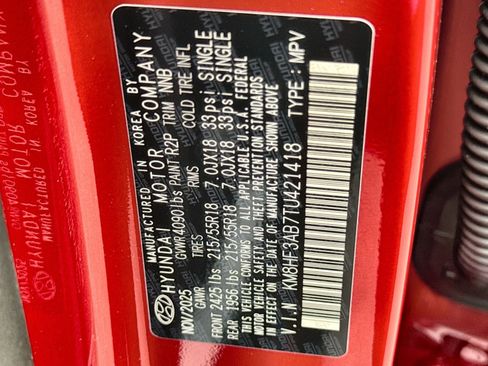 MANUFACTURED IN KOREA BY
HYUNDAI MOTOR COMPANY
NOV/2025 GVWR4090lbs PAINT R2P TRIM NNB
GAWR TIRES RIMS COLD TIRE INFL
FRONT 2425 lbs 215/55R18 7.0JX18 33psi SINGLE
REAR 1956 lbs 215/55R18 7.0JX18 33psi SINGLE
THIS VEHICLE CONFORMS TO ALL APPLICABLE U.S.A. FEDERAL
MOTOR VEHICLE SAFETY, BUMPER, AND THEFT PREVENTION STANDARDS
IN EFFECT ON THE DATE OF MANUFACTURE SHOWN ABOVE.
V.I.N: KM8HF3AB7TU421418 TYPE : MPV